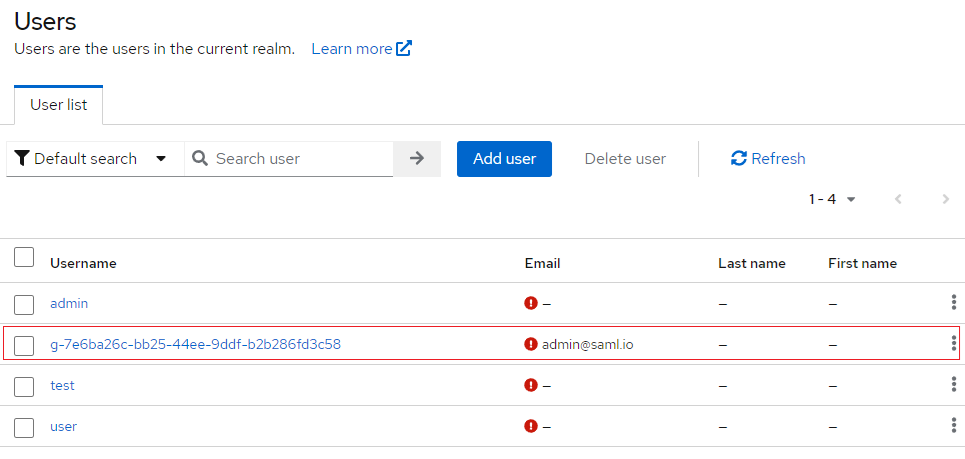 Users
Users are the users in the current realm. Learn more
User list
Default search Search user Add user Delete user Refresh
1 - 4
Username Email Last name First name
admin – – –
g-7e6ba26c-bb25-44ee-9ddf-b2b286fd3c58 admin@saml.io – –
test – – –
user – – –